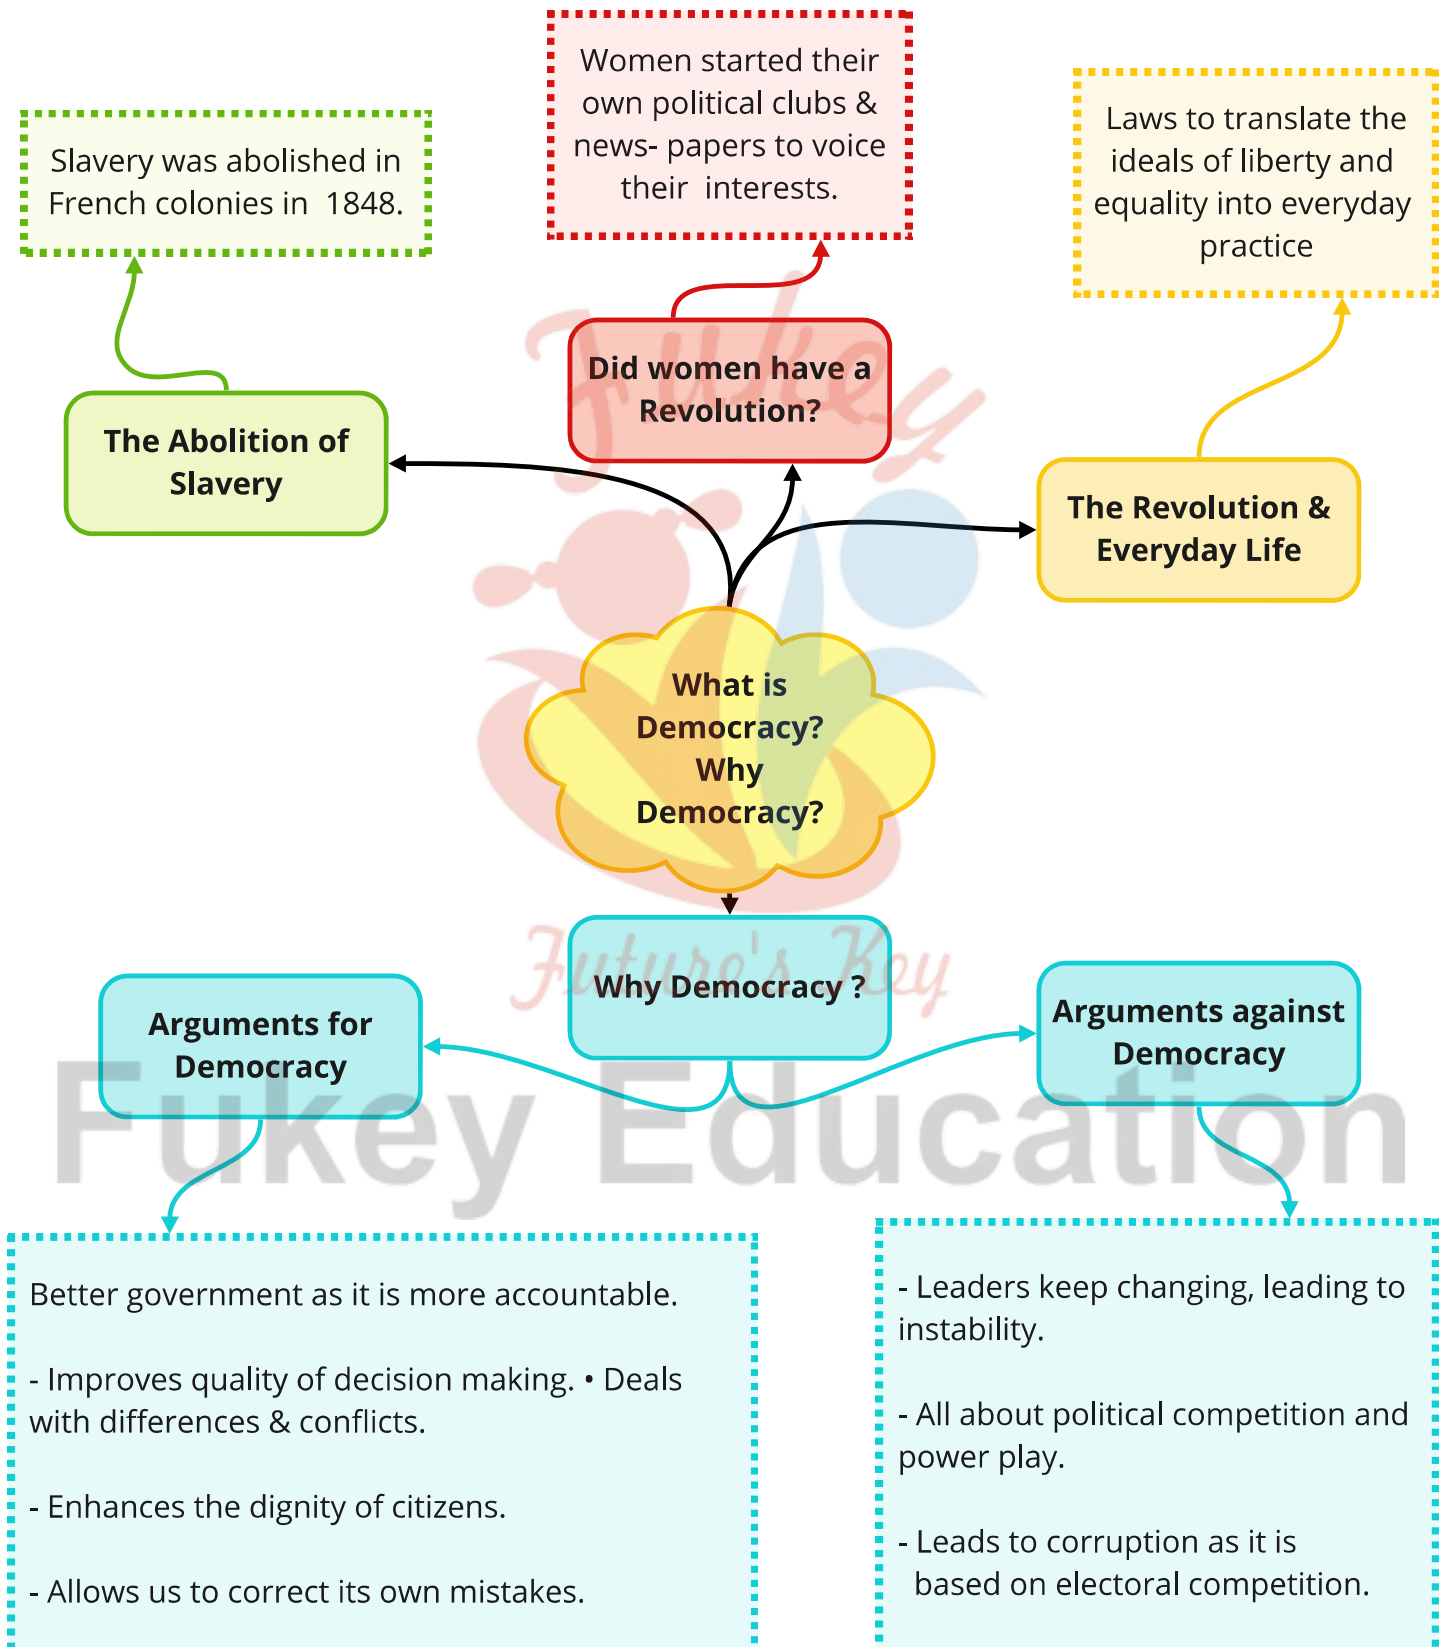 Women started their
own political clubs &
news- papers to voice
their interests.
Laws to translate the
ideals of liberty and
equality into everyday
practice
Slavery was abolished in
French colonies in 1848.
Fukey
Did women have a
Revolution?
The Abolition of
Slavery
The Revolution &
Everyday Life
What is
Democracy?
Why
Democracy?
Future's Key
Why Democracy ?
Arguments for
Democracy
Arguments against
Democracy
Fukey Education
Better government as it is more accountable.
- Improves quality of decision making. • Deals
with differences & conflicts.
- Enhances the dignity of citizens.
- Allows us to correct its own mistakes.
- Leaders keep changing, leading to
instability.
- All about political competition and
power play.
- Leads to corruption as it is
based on electoral competition.